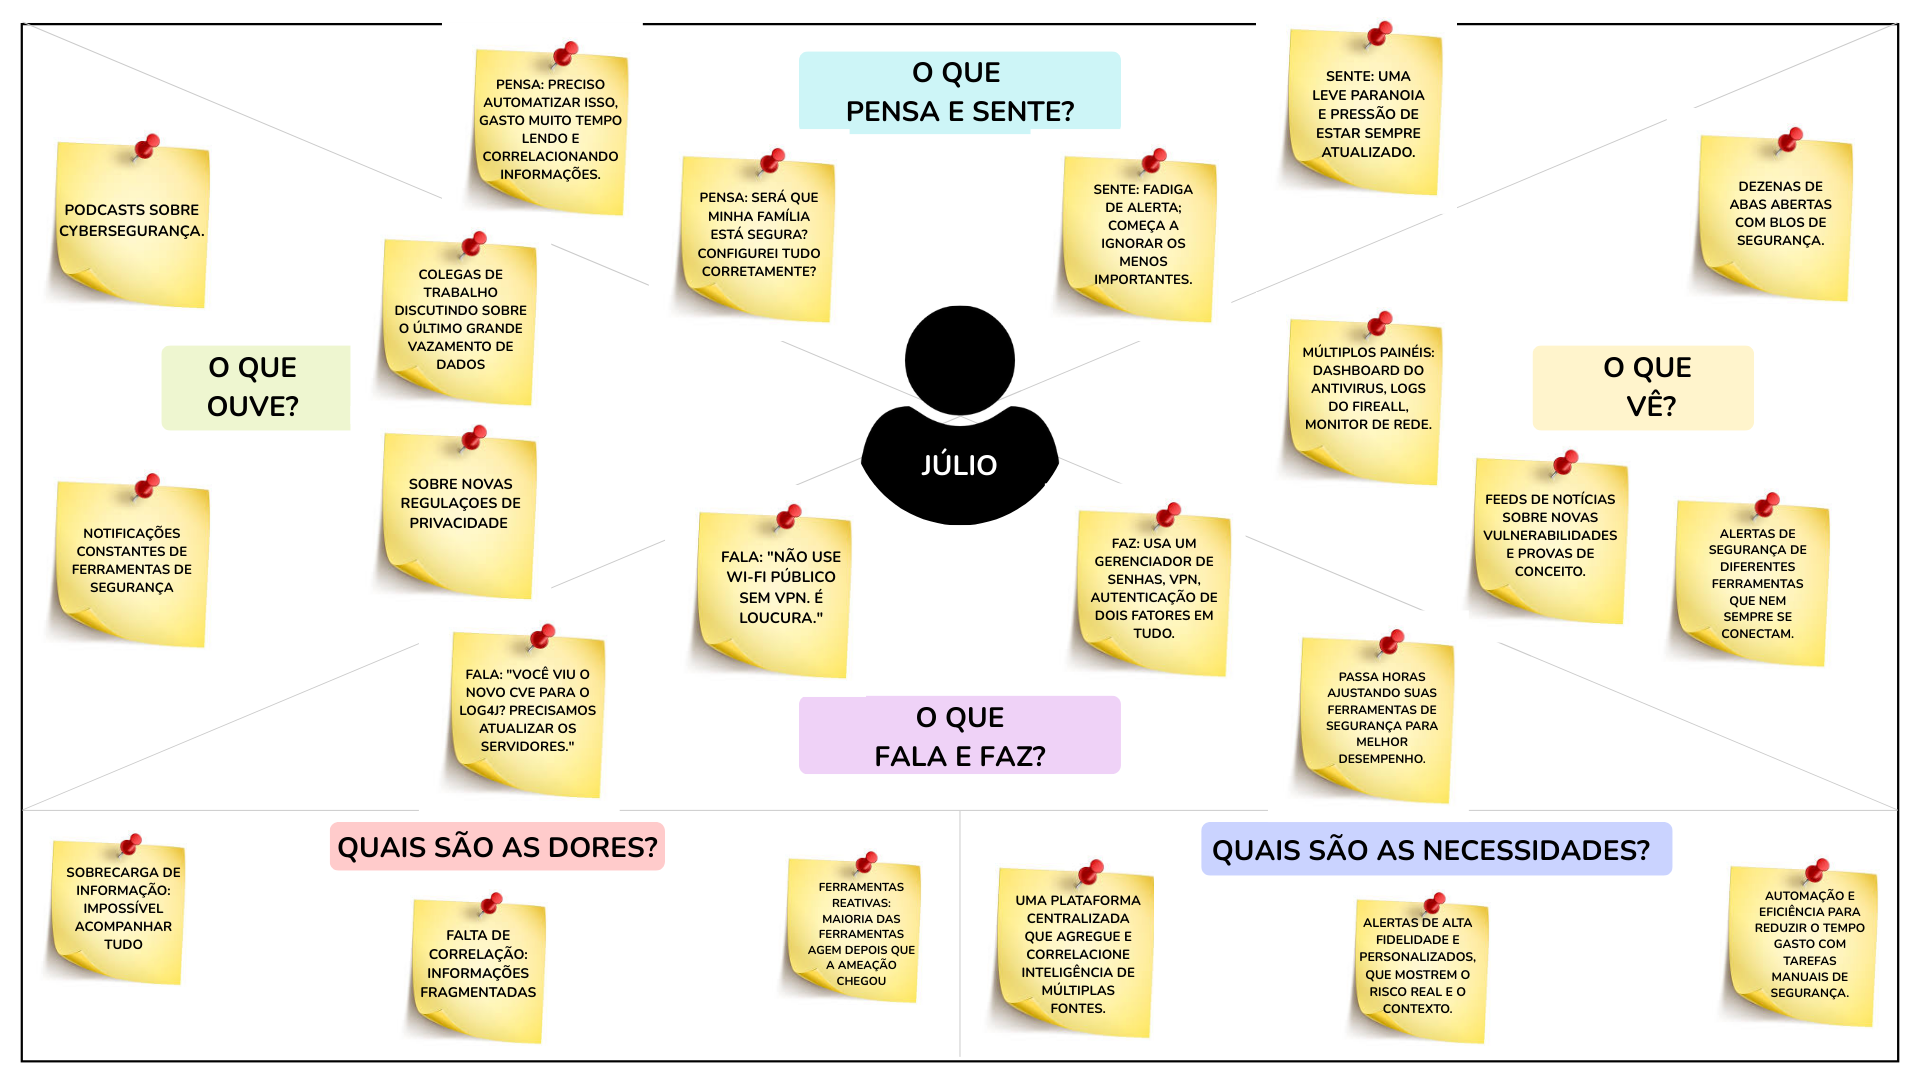 O QUE
PENSA E SENTE?
PENSA: PRECISO
AUTOMATIZAR ISSO,
GASTO MUITO TEMPO
LENDO E
CORRELACIONANDO
INFORMAÇÕES.
PENSA: SERÁ QUE
MINHA FAMÍLIA
ESTÁ SEGURA?
CONFIGUREI TUDO
CORRETAMENTE?
SENTE: FADIGA
DE ALERTA;
COMEÇA A
IGNORAR OS
MENOS
IMPORTANTES.
SENTE: UMA
LEVE PARANOIA
E PRESSÃO DE
ESTAR SEMPRE
ATUALIZADO.
O QUE
OUVE?
PODCASTS SOBRE
CYBERSEGURANÇA.
COLEGAS DE
TRABALHO
DISCUTINDO SOBRE
O ÚLTIMO GRANDE
VAZAMENTO DE
DADOS
SOBRE NOVAS
REGULAÇOES DE
PRIVACIDADE
NOTIFICAÇÕES
CONSTANTES DE
FERRAMENTAS DE
SEGURANÇA
JÚLIO
O QUE
VÊ?
DEZENAS DE
ABAS ABERTAS
COM BLOS DE
SEGURANÇA.
MÚLTIPLOS PAINÉIS:
DASHBOARD DO
ANTIVIRUS, LOGS
DO FIREALL,
MONITOR DE REDE.
FEEDS DE NOTÍCIAS
SOBRE NOVAS
VULNERABILIDADES
E PROVAS DE
CONCEITO.
ALERTAS DE
SEGURANÇA DE
DIFERENTES
FERRAMENTAS
QUE NEM
SEMPRE SE
CONECTAM.
O QUE
FALA E FAZ?
FALA: "VOCÊ VIU O
NOVO CVE PARA O
LOG4J? PRECISAMOS
ATUALIZAR OS
SERVIDORES."
FALA: "NÃO USE
WI-FI PÚBLICO
SEM VPN. É
LOUCURA."
FAZ: USA UM
GERENCIADOR DE
SENHAS, VPN,
AUTENTICAÇÃO DE
DOIS FATORES EM
TUDO.
PASSA HORAS
AJUSTANDO SUAS
FERRAMENTAS DE
SEGURANÇA PARA
MELHOR
DESEMPENHO.
QUAIS SÃO AS DORES?
SOBRECARGA DE
INFORMAÇÃO:
IMPOSSÍVEL
ACOMPANHAR
TUDO
FALTA DE
CORRELAÇÃO:
INFORMAÇÕES
FRAGMENTADAS
FERRAMENTAS
REATIVAS:
MAIORIA DAS
FERRAMENTAS
AGEM DEPOIS QUE
A AMEAÇÃO
CHEGOU
QUAIS SÃO AS NECESSIDADES?
UMA PLATAFORMA
CENTRALIZADA
QUE AGREGUE E
CORRELACIONE
INTELIGÊNCIA DE
MÚLTIPLAS
FONTES.
ALERTAS DE ALTA
FIDELIDADE E
PERSONALIZADOS,
QUE MOSTREM O
RISCO REAL E O
CONTEXTO.
AUTOMAÇÃO E
EFICIÊNCIA PARA
REDUZIR O TEMPO
GASTO COM
TAREFAS
MANUAIS DE
SEGURANÇA.